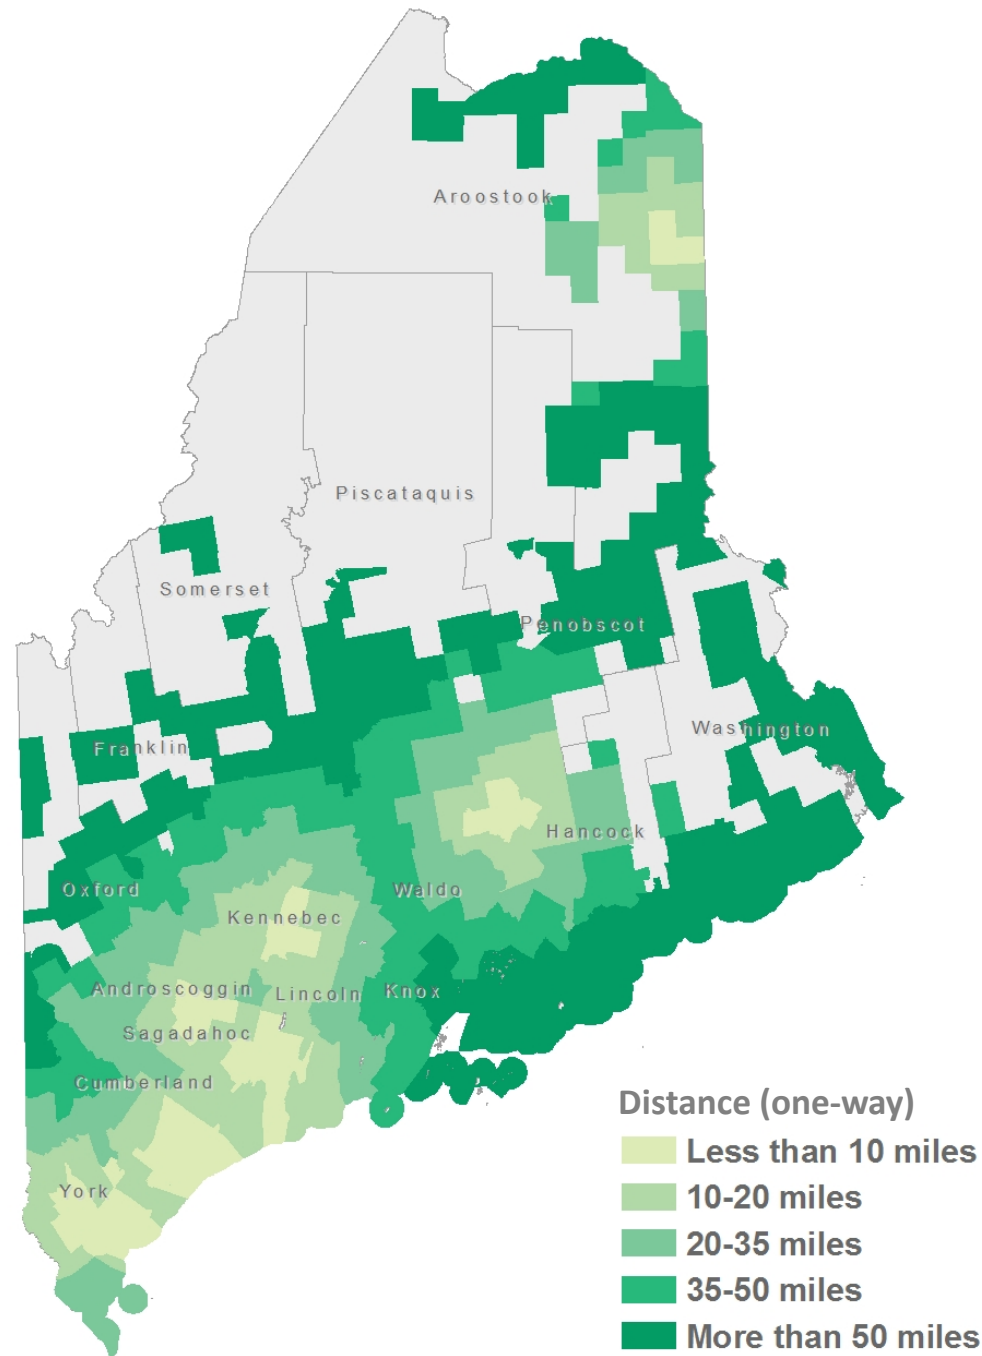 Aroostook
Piscataquis
Somerset
Penobscot
Franklin
Washington
Hancock
Oxford
Waldo
Kennebec
Androscoggin
Lincoln
Knox
Sagadahoc
Cumberland
York
Distance (one-way)
Less than 10 miles
10-20 miles
20-35 miles
35-50 miles
More than 50 miles